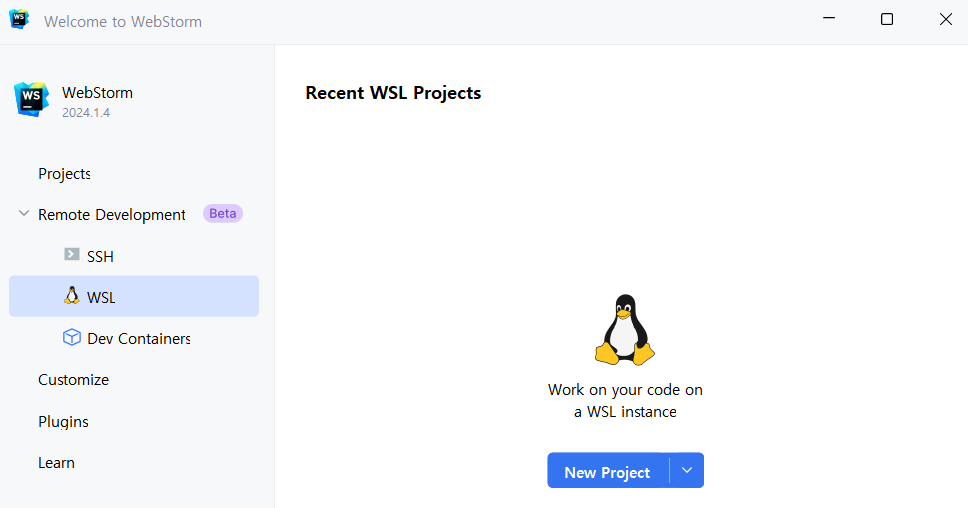 WS Welcome to WebStorm
WS WebStorm
2024.1.4
Projects
Remote Development Beta
SSH
WSL
Dev Containers
Customize
Plugins
Learn
Recent WSL Projects
Work on your code on
a WSL instance
New Project